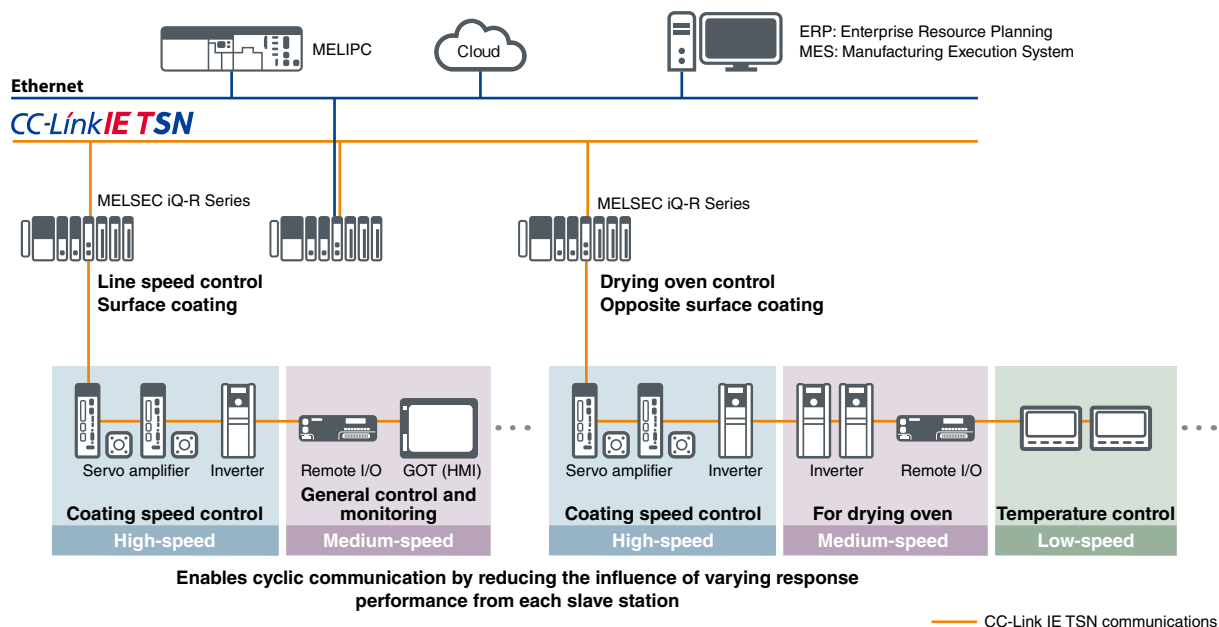 MELIPC
Cloud
ERP: Enterprise Resource Planning
MES: Manufacturing Execution System
Ethernet
CC-Link IE TSN
MELSEC iQ-R Series
MELSEC iQ-R Series
Line speed control
Surface coating
Drying oven control
Opposite surface coating
Servo amplifier
Inverter
Coating speed control
High-speed
Remote I/O
GOT (HMI)
General control and
monitoring
Medium-speed
Servo amplifier
Inverter
Coating speed control
High-speed
Inverter
Remote I/O
For drying oven
Medium-speed
Temperature control
Low-speed
Enables cyclic communication by reducing the influence of varying response
performance from each slave station
CC-Link IE TSN communications